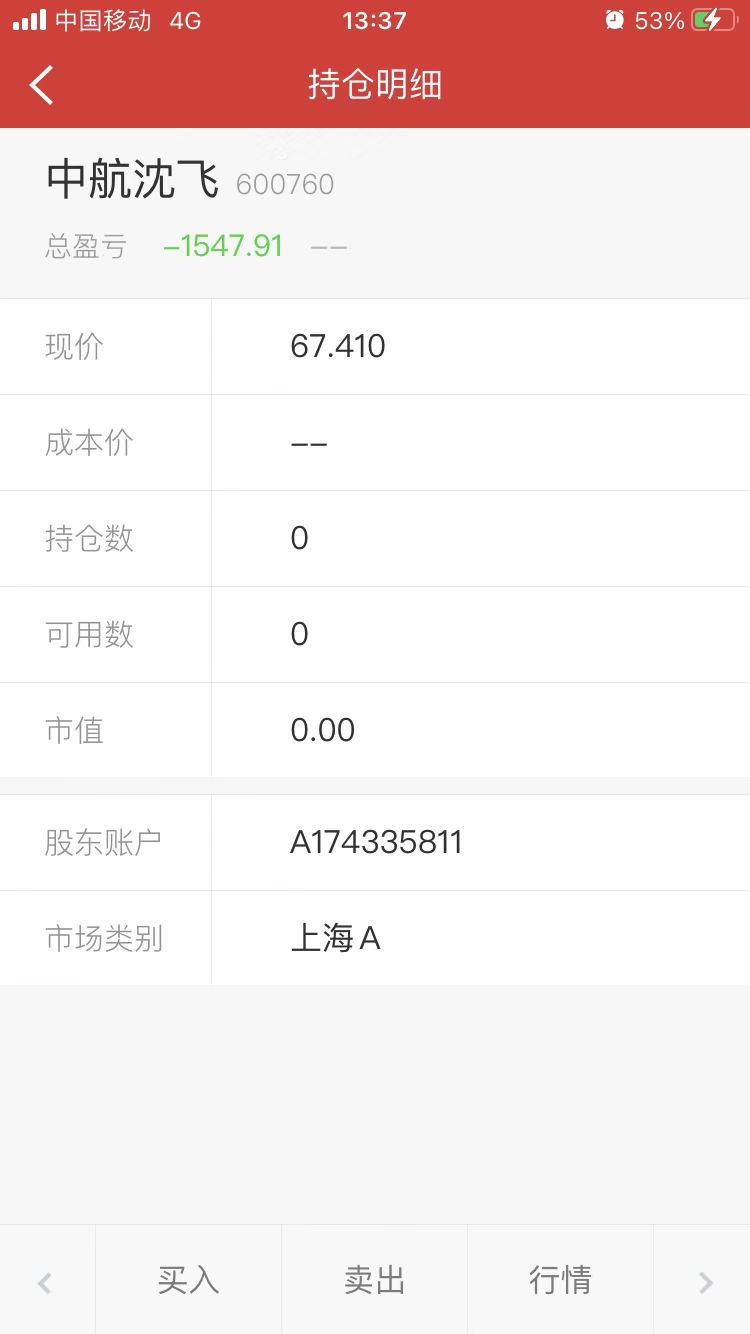 中国移动 4G 13:37 53%
持仓明细
中航沈飞 600760
总盈亏 -1547.91 --
现价 67.410
成本价 --
持仓数 0
可用数 0
市值 0.00
股东账户 A174335811
市场类别 上海A
买入 卖出 行情